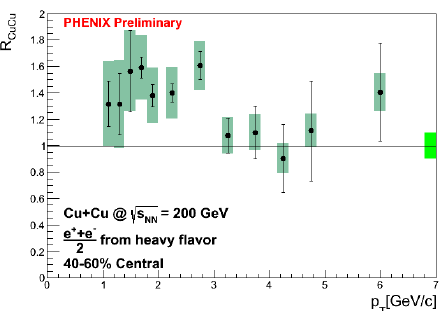 PHENIX Preliminary
R_CuCu
2
1.8
1.6
1.4
1.2
1
0.8
0.6
0.4
0.2
0
Cu+Cu @ √s_NN = 200 GeV
e⁺+e⁻
2
from heavy flavor
40-60% Central
0 1 2 3 4 5 6 7
p_T[GeV/c]